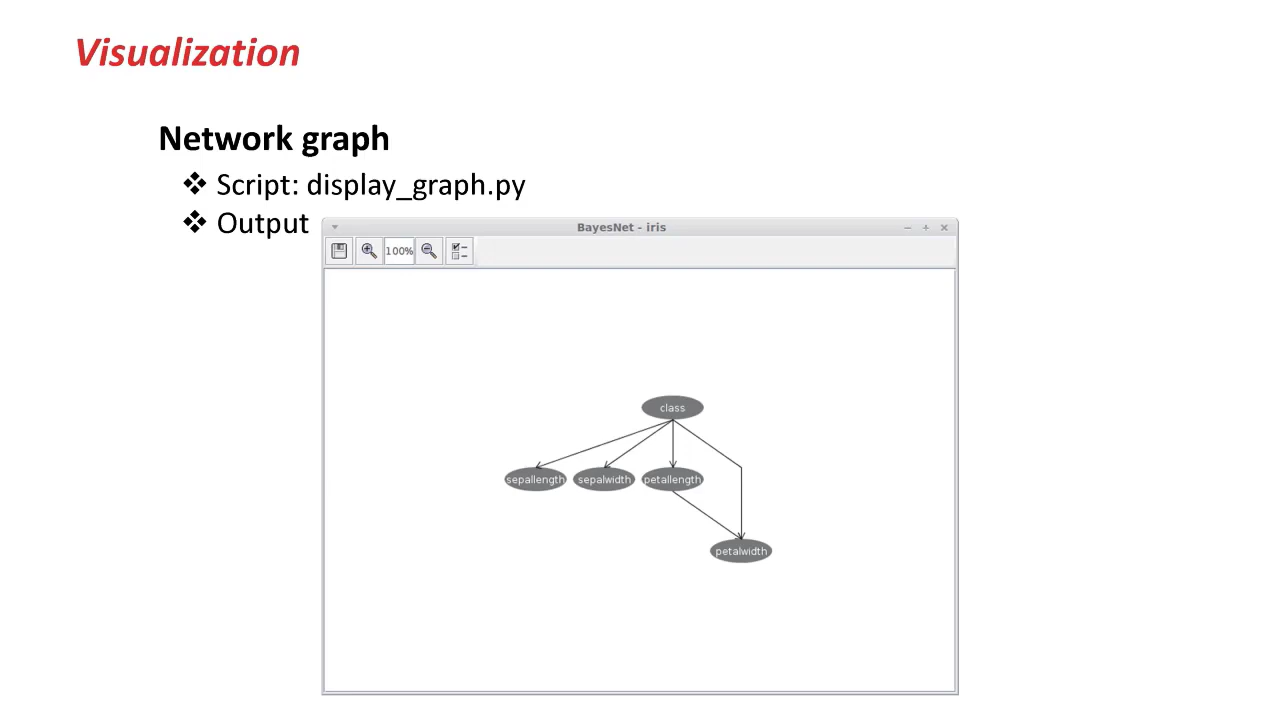 Visualization
Network graph
❖ Script: display_graph.py
❖ Output
BayesNet - iris
100%
class
sepallength sepalwidth petallength
petalwidth